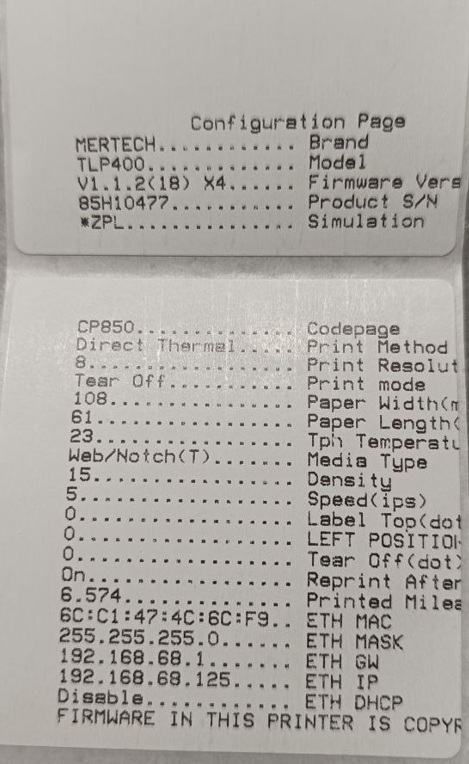 Configuration Page
MERTECH............ Brand
TLP400............. Model
V1.1.2(18) X4...... Firmware Vers
85H10477........... Product S/N
*ZPL............... Simulation
CP850.............. Codepage
Direct Thermal..... Print Method
8.................. Print Resolut
Tear Off........... Print mode
108................ Paper Width(m
61................. Paper Length(
23................. Tph Temperatu
Web/Notch(T)....... Media Type
15................. Density
5.................. Speed(ips)
0.................. Label Top(dot
0.................. LEFT POSITION
0.................. Tear Off(dot)
On................. Reprint After
6.574.............. Printed Milea
6C:C1:47:4C:6C:F9.. ETH MAC
255.255.255.0...... ETH MASK
192.168.68.1....... ETH GW
192.168.68.125..... ETH IP
Disable............ ETH DHCP
FIRMWARE IN THIS PRINTER IS COPYR